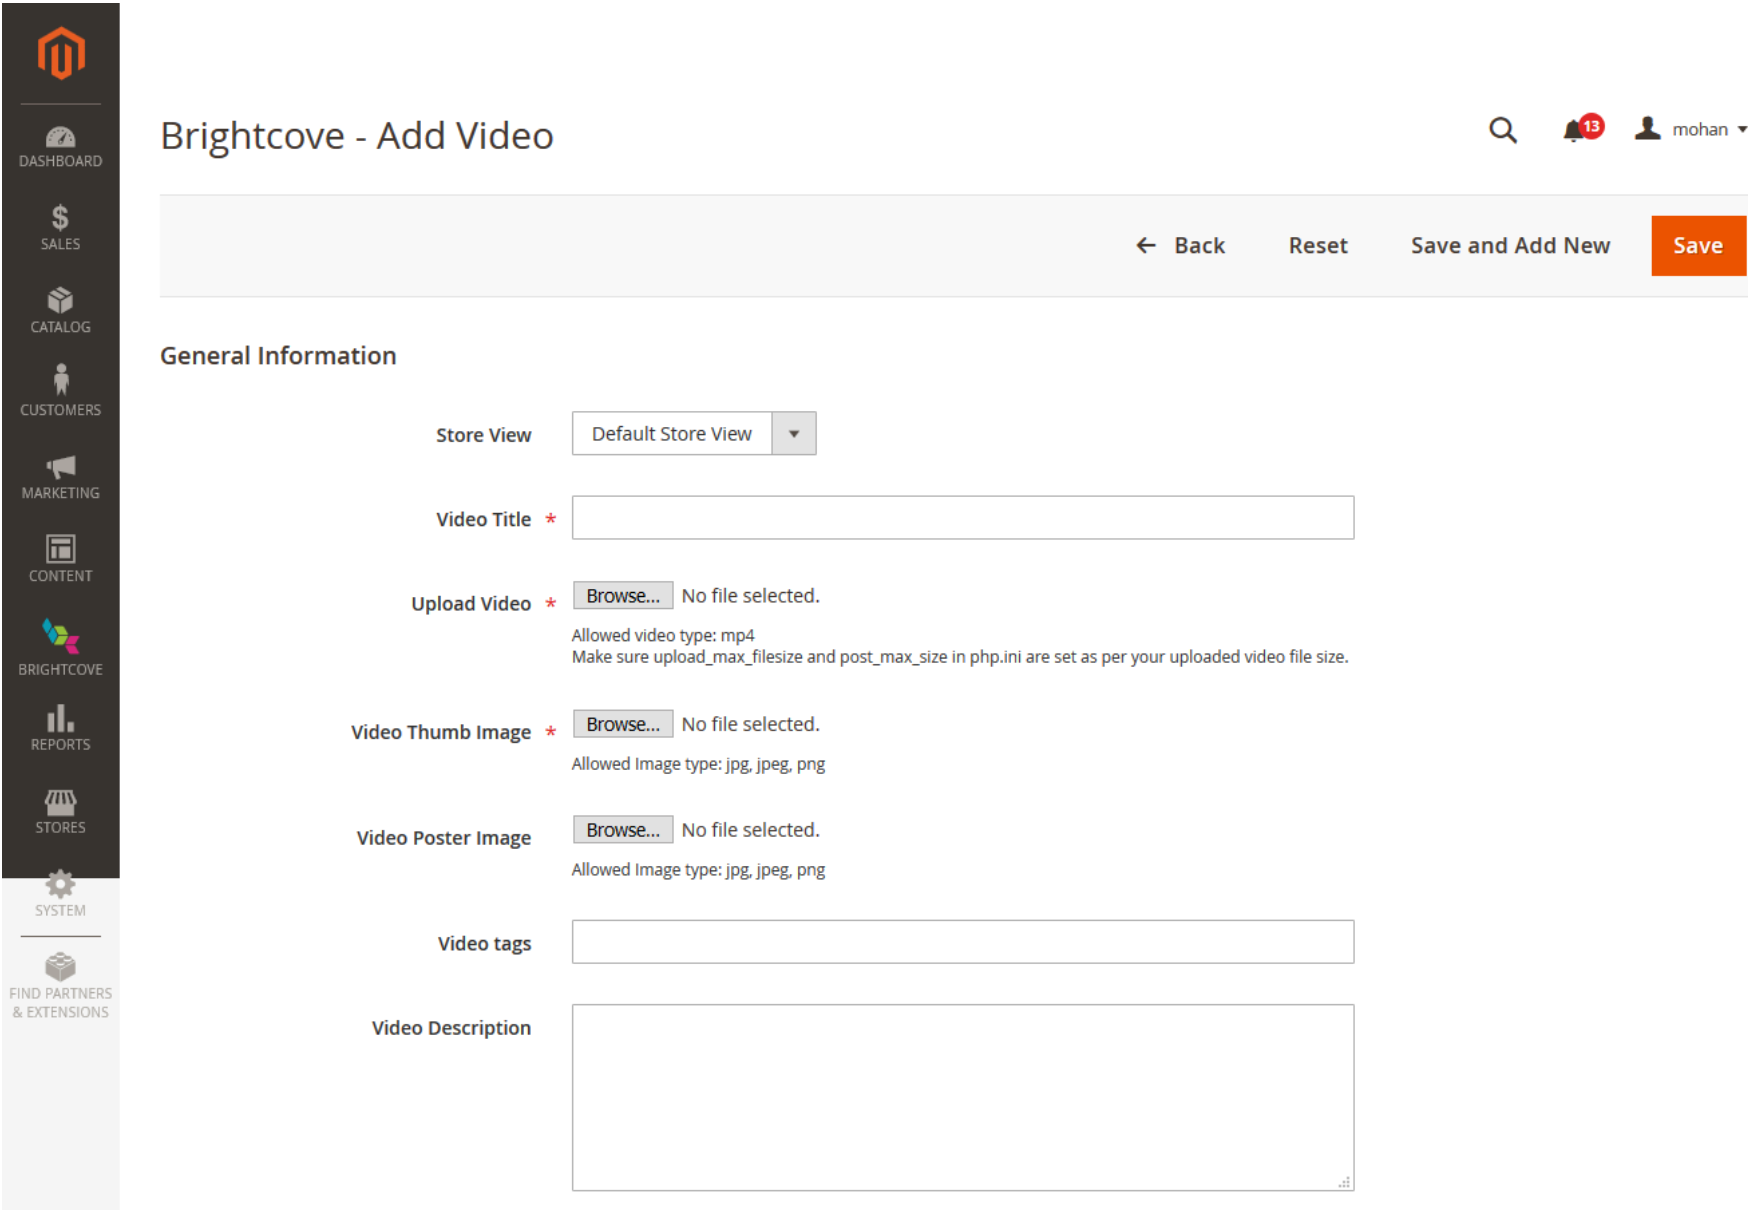 DASHBOARD
SALES
CATALOG
CUSTOMERS
MARKETING
CONTENT
BRIGHTCOVE
REPORTS
STORES
SYSTEM
FIND PARTNERS
& EXTENSIONS
Brightcove - Add Video
13
mohan
Back
Reset
Save and Add New
Save
General Information
Store View
Default Store View
Video Title *
Upload Video *
Browse... No file selected.
Allowed video type: mp4
Make sure upload_max_filesize and post_max_size in php.ini are set as per your uploaded video file size.
Video Thumb Image *
Browse... No file selected.
Allowed Image type: jpg, jpeg, png
Video Poster Image
Browse... No file selected.
Allowed Image type: jpg, jpeg, png
Video tags
Video Description